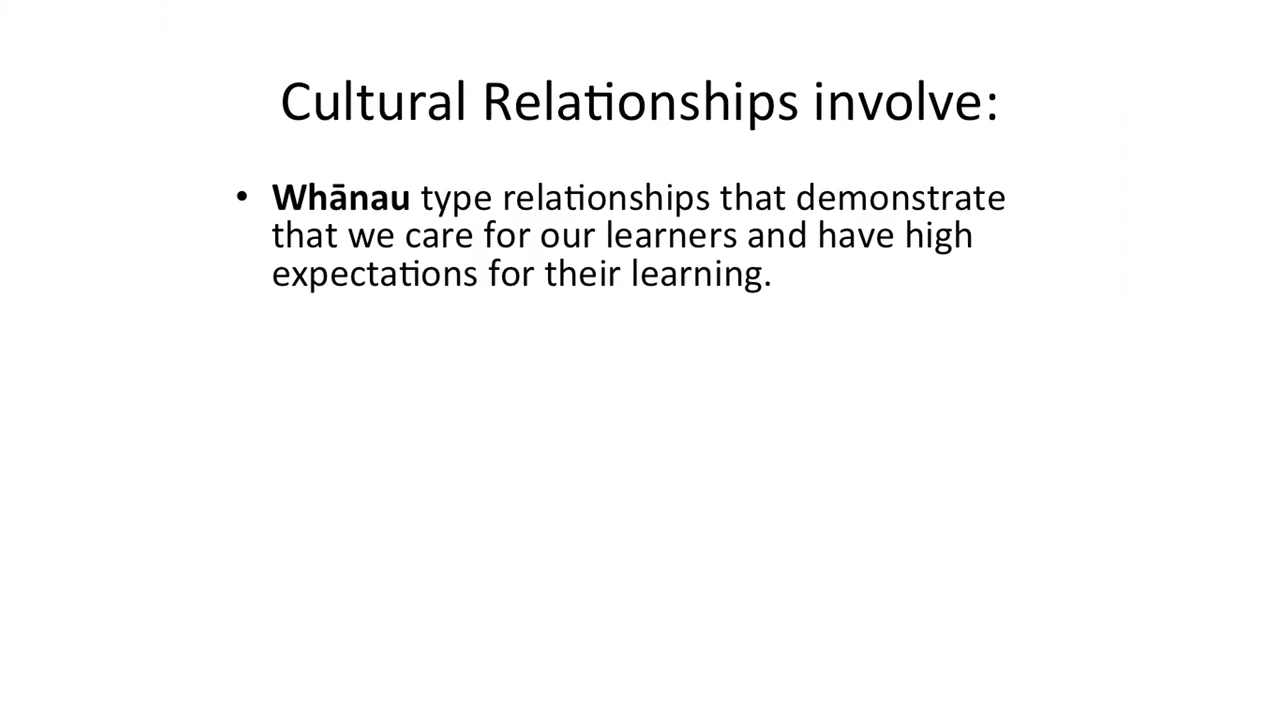 Cultural Relationships involve:
• Whānau type relationships that demonstrate
that we care for our learners and have high
expectations for their learning.